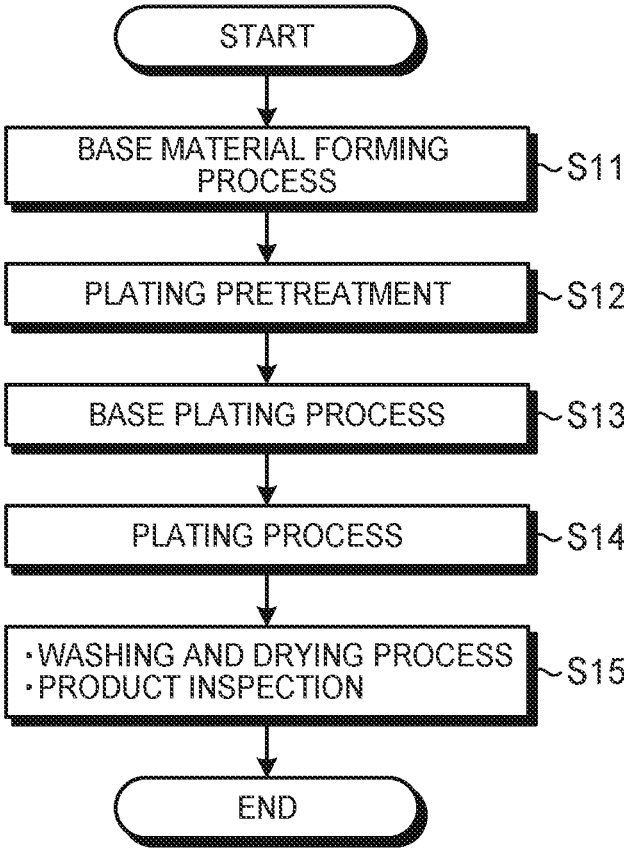 START
BASE MATERIAL FORMING
PROCESS
S11
PLATING PRETREATMENT
S12
BASE PLATING PROCESS
S13
PLATING PROCESS
S14
・WASHING AND DRYING PROCESS
・PRODUCT INSPECTION
S15
END